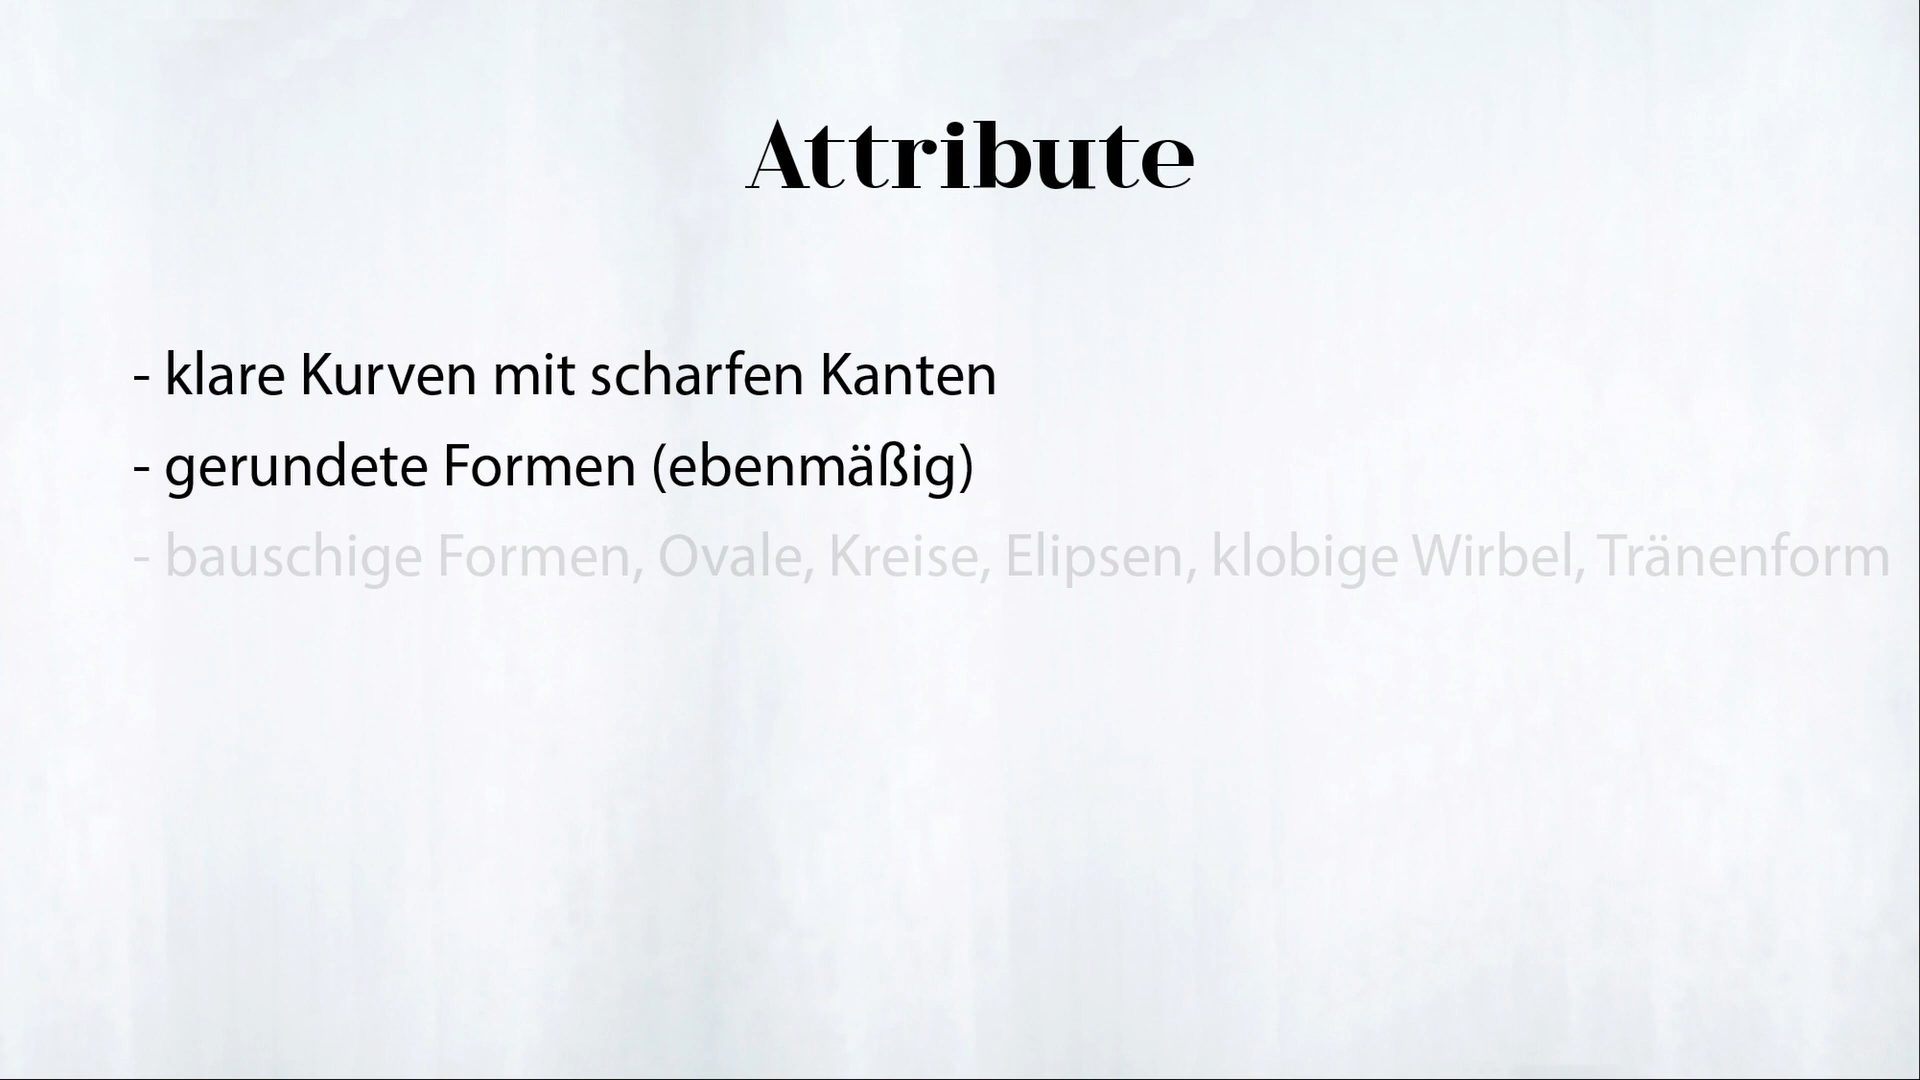 Attribute
- klare Kurven mit scharfen Kanten
- gerundete Formen (ebenmäßig)
- bauschige Formen, Ovale, Kreise, Elipsen, klobige Wirbel, Tränenform